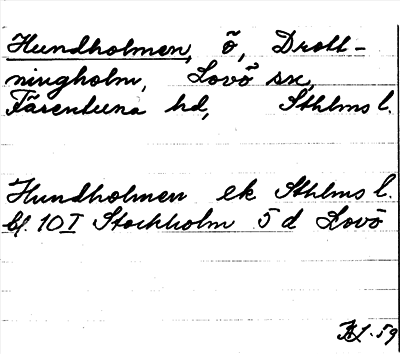 Hundholmen, ö, Drott-
ningholm, Lovö sn,
Färentuna hd, Sthlms l.
Hundholmen ek Sthlms l.
bl. 10 I Stockholm 5 d Lovö